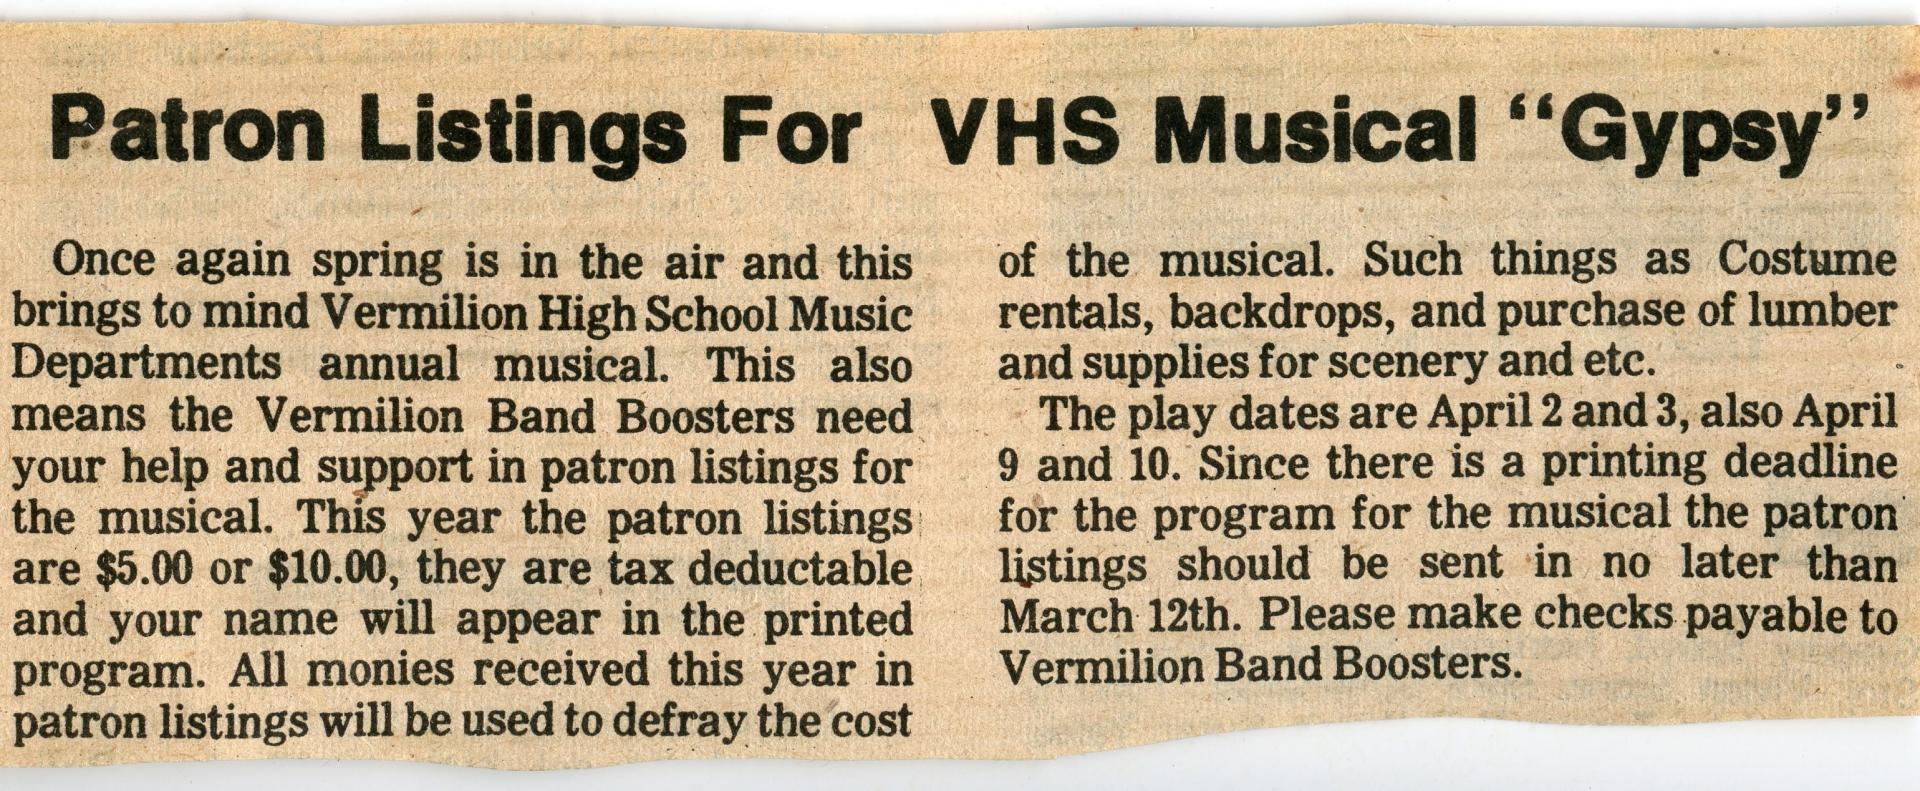 Patron Listings For VHS Musical “Gypsy”
Once again spring is in the air and this
brings to mind Vermilion High School Music
Departments annual musical. This also
means the Vermilion Band Boosters need
your help and support in patron listings for
the musical. This year the patron listings
are $5.00 or $10.00, they are tax deductable
and your name will appear in the printed
program. All monies received this year in
patron listings will be used to defray the cost
of the musical. Such things as Costume
rentals, backdrops, and purchase of lumber
and supplies for scenery and etc.
The play dates are April 2 and 3, also April
9 and 10. Since there is a printing deadline
for the program for the musical the patron
listings should be sent in no later than
March 12th. Please make checks payable to
Vermilion Band Boosters.